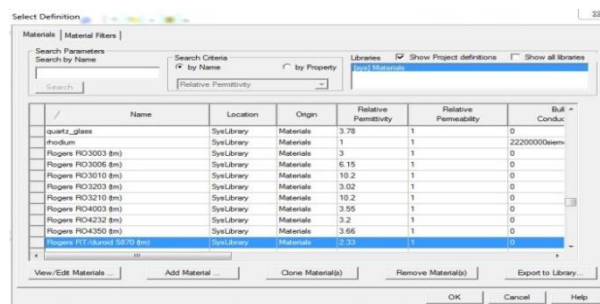 Select Definition
Materials Material Filters
Search Parameters
Search by Name
Search
Search Criteria
by Name by Property
Relative Permittivity
Libraries Show Project definitions Show all libraries
[sys] Materials
/ Name Location Origin Relative Permittivity Relative Permeability Bull Conduc
quartz_glass SysLibrary Materials 3.78 1 0
rhodium SysLibrary Materials 1 1 22200000siem
Rogers RO3003 (tm) SysLibrary Materials 3 1 0
Rogers RO3006 (tm) SysLibrary Materials 6.15 1 0
Rogers RO3010 (tm) SysLibrary Materials 10.2 1 0
Rogers RO3203 (tm) SysLibrary Materials 3.02 1 0
Rogers RO3210 (tm) SysLibrary Materials 10.2 1 0
Rogers RO4003 (tm) SysLibrary Materials 3.55 1 0
Rogers RO4232 (tm) SysLibrary Materials 3.2 1 0
Rogers RO4350 (tm) SysLibrary Materials 3.66 1 0
Rogers RT/duroid 5870 (tm) SysLibrary Materials 2.33 1 0
View/Edit Materials ... Add Material ... Clone Material(s) Remove Material(s) Export to Library...
OK Cancel Help